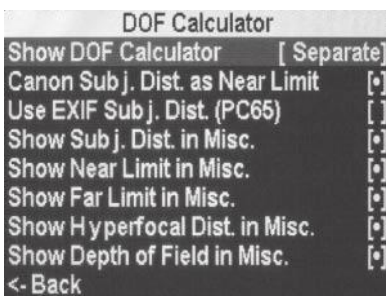 DOF Calculator
Show DOF Calculator [ Separate]
Canon Subj. Dist. as Near Limit [•]
Use EXIF Subj. Dist. (PC65) [ ]
Show Subj. Dist. in Misc. [•]
Show Near Limit in Misc. [•]
Show Far Limit in Misc. [•]
Show Hyperfocal Dist. in Misc. [•]
Show Depth of Field in Misc. [•]
<- Back